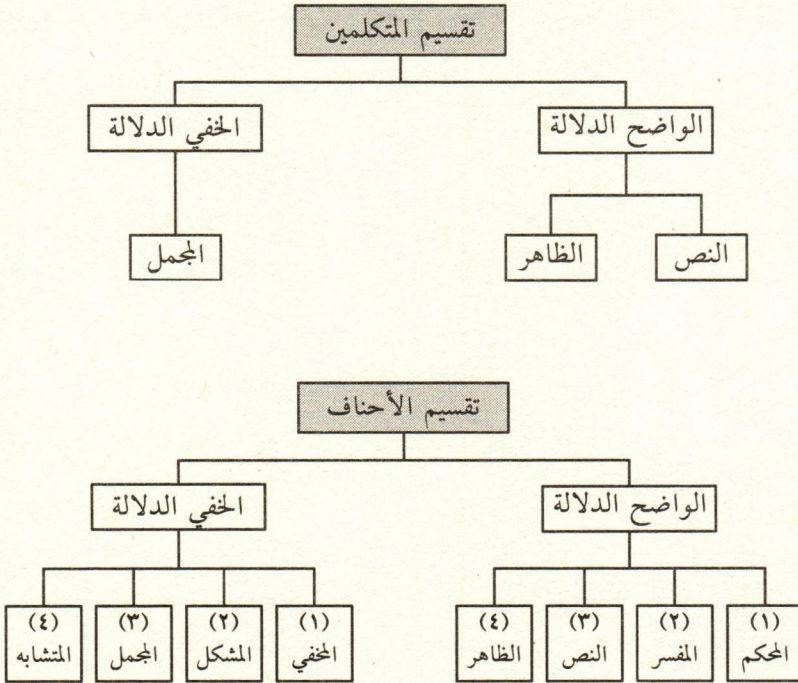 تقسيم المتكلمين
الواضح الدلالة
الخفي الدلالة
النص
الظاهر
المجمل
تقسيم الأحناف
الواضح الدلالة
الخفي الدلالة
(١) المحكم
(٢) المفسر
(٣) النص
(٤) الظاهر
(١) المخفي
(٢) المشكل
(٣) المجمل
(٤) المتشابه